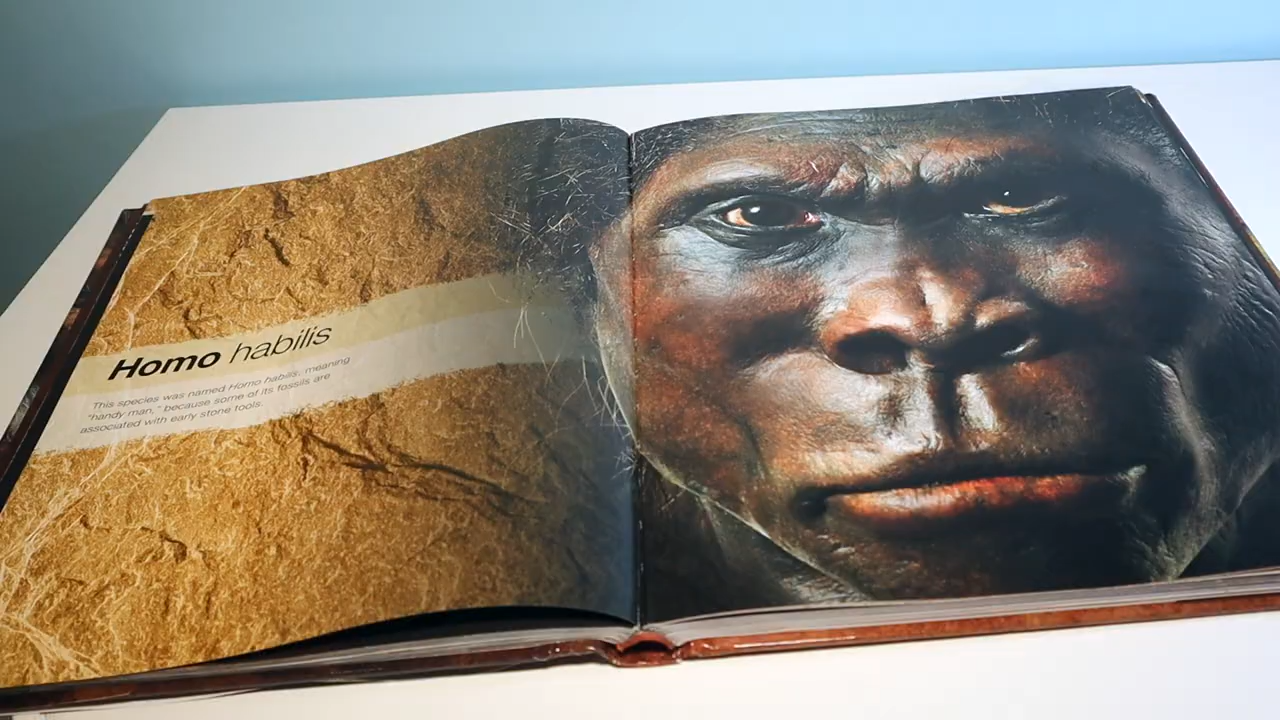 Homo habilis
This species was named Homo habilis, meaning
"handy man," because some of its fossils are
associated with early stone tools.